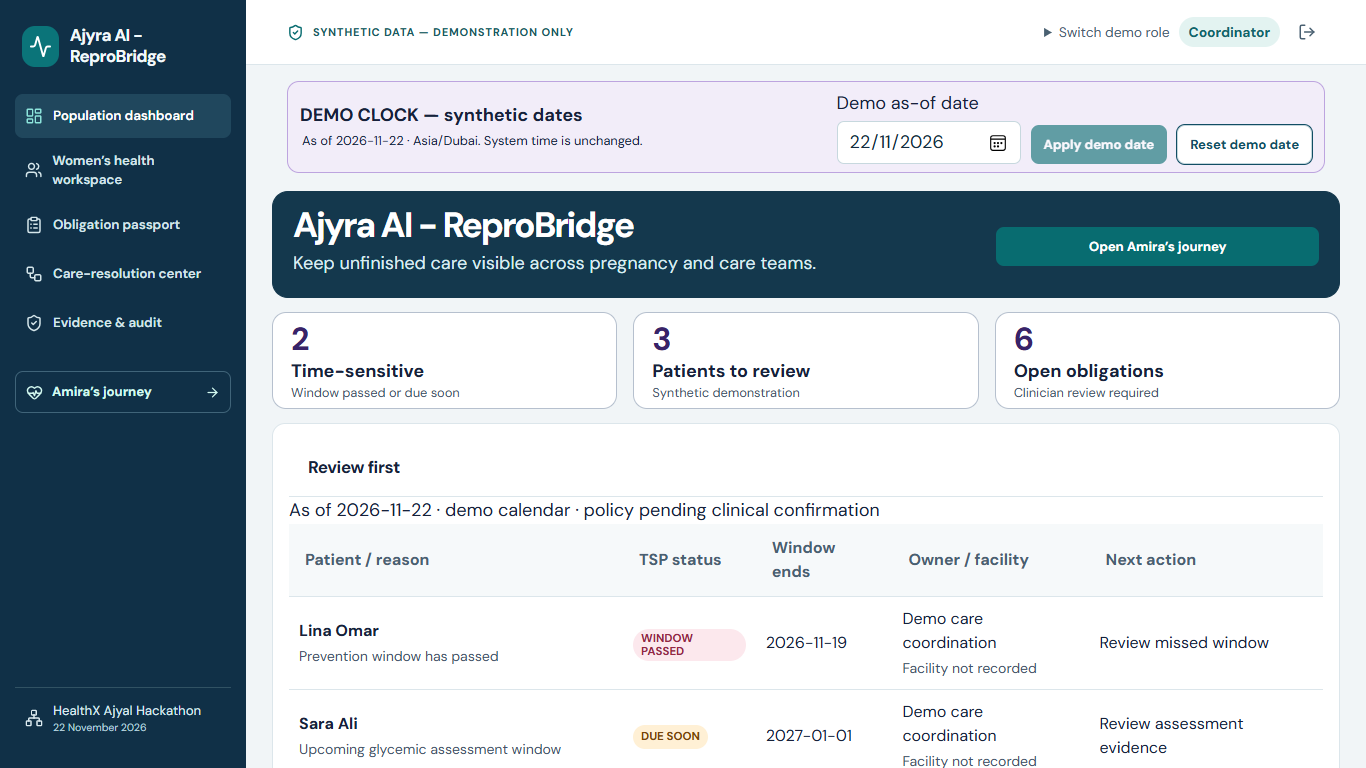 Ajyra AI –
ReproBridge
Population dashboard
Women’s health
workspace
Obligation passport
Care-resolution center
Evidence & audit
Amira’s journey
HealthX Ajyal Hackathon
22 November 2026
SYNTHETIC DATA — DEMONSTRATION ONLY
Switch demo role
Coordinator
DEMO CLOCK — synthetic dates
As of 2026-11-22 · Asia/Dubai. System time is unchanged.
Demo as-of date
22/11/2026
Apply demo date
Reset demo date
Ajyra AI – ReproBridge
Keep unfinished care visible across pregnancy and care teams.
Open Amira’s journey
2
Time-sensitive
Window passed or due soon
3
Patients to review
Synthetic demonstration
6
Open obligations
Clinician review required
Review first
As of 2026-11-22 · demo calendar · policy pending clinical confirmation
Patient / reason
TSP status
Window
ends
Owner / facility
Next action
Lina Omar
Prevention window has passed
WINDOW
PASSED
2026-11-19
Demo care
coordination
Facility not recorded
Review missed window
Sara Ali
Upcoming glycemic assessment window
DUE SOON
2027-01-01
Demo care
coordination
Facility not recorded
Review assessment
evidence